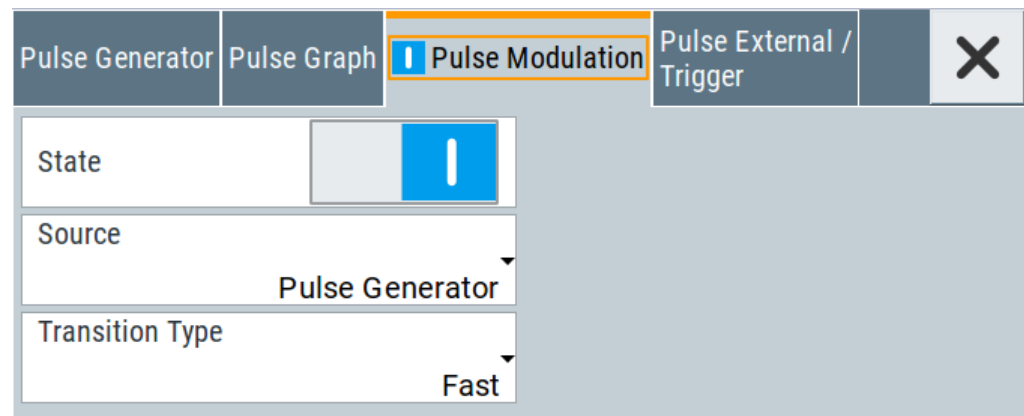 Pulse Generator
Pulse Graph
Pulse Modulation
Pulse External /
Trigger
State
Source
Pulse Generator
Transition Type
Fast